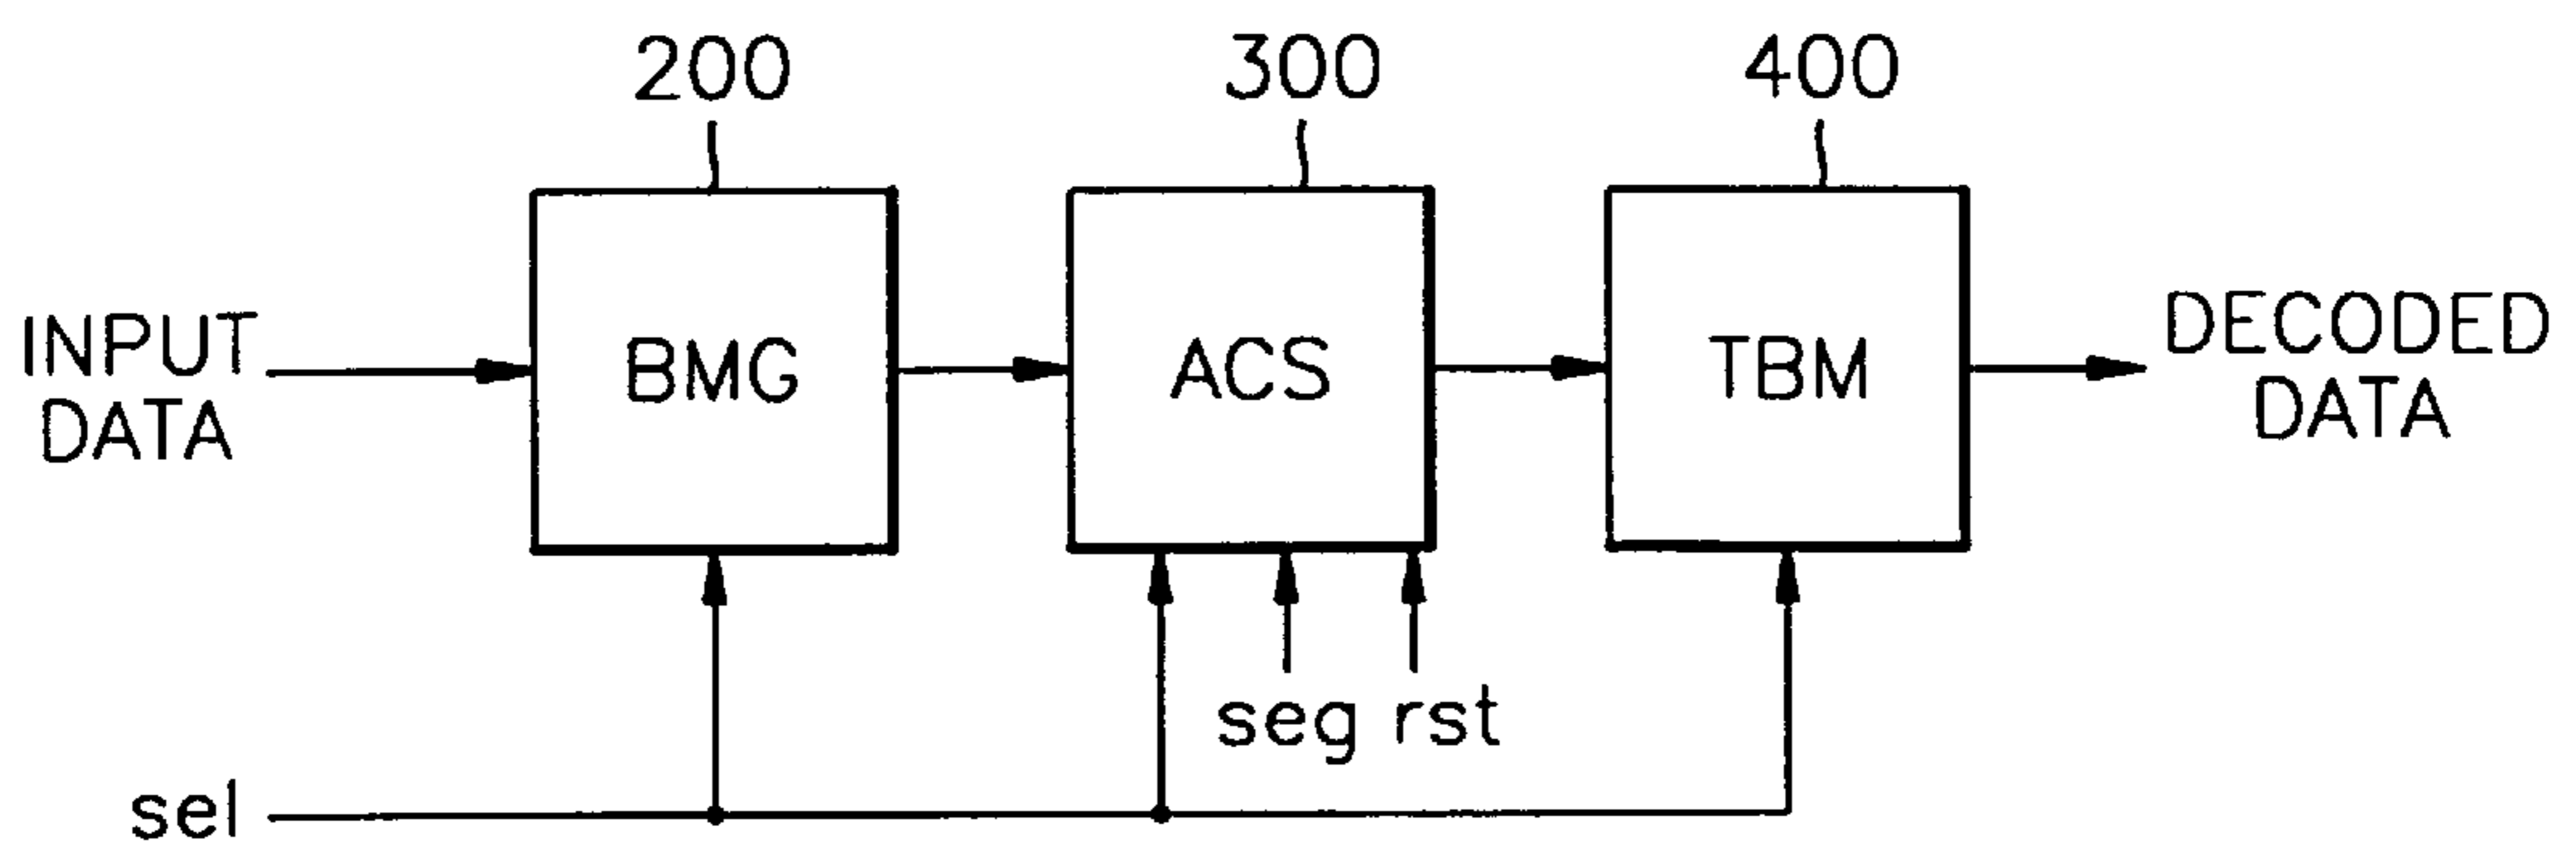 200
300
400
INPUT
DATA
BMG
ACS
TBM
DECODED
DATA
seg rst
sel